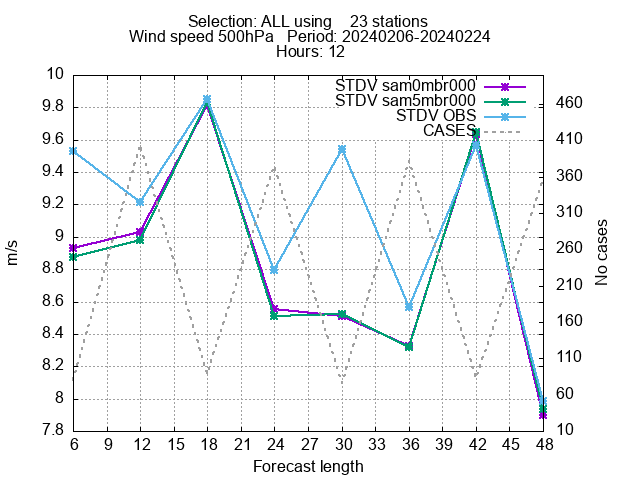 Selection: ALL using    23 stations
Wind speed 500hPa   Period: 20240206-20240224
Hours: 12
STDV sam0mbr000
STDV sam5mbr000
STDV OBS
CASES
m/s
10
9.8
9.6
9.4
9.2
9
8.8
8.6
8.4
8.2
8
7.8
460
410
360
310
260
210
160
110
60
10
No cases
6 12 15 18 21 24 27 30 33 36 39 42 45 48
Forecast length